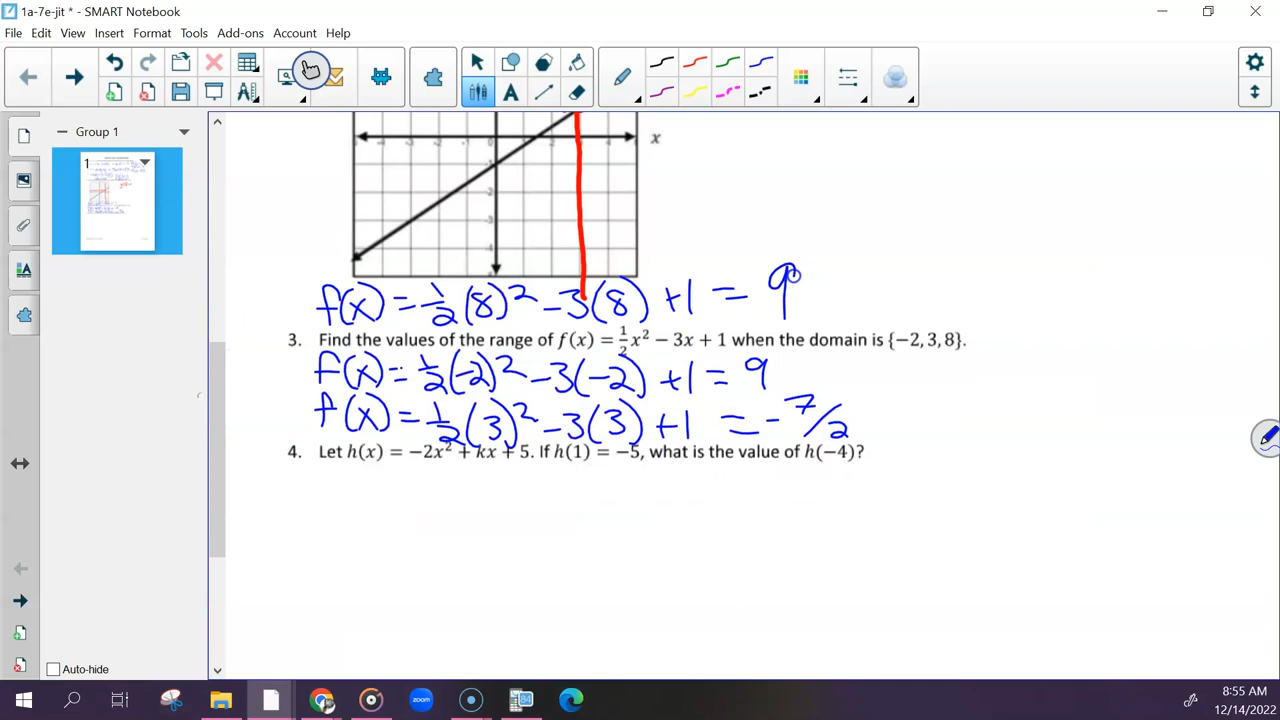 1a-7e-jit * - SMART Notebook
File Edit View Insert Format Tools Add-ons Account Help
Group 1
1
x
f(x) = 1/2 (8)² - 3(8) + 1 = 9
3. Find the values of the range of f(x) = 1/2 x² − 3x + 1 when the domain is {−2, 3, 8}.
f(x) = 1/2 (-2)² - 3(-2) + 1 = 9
f(x) = 1/2 (3)² - 3(3) + 1 = - 7/2
4. Let h(x) = −2x² + kx + 5. If h(1) = −5, what is the value of h(−4)?
Auto-hide
zoom
8:55 AM
12/14/2022